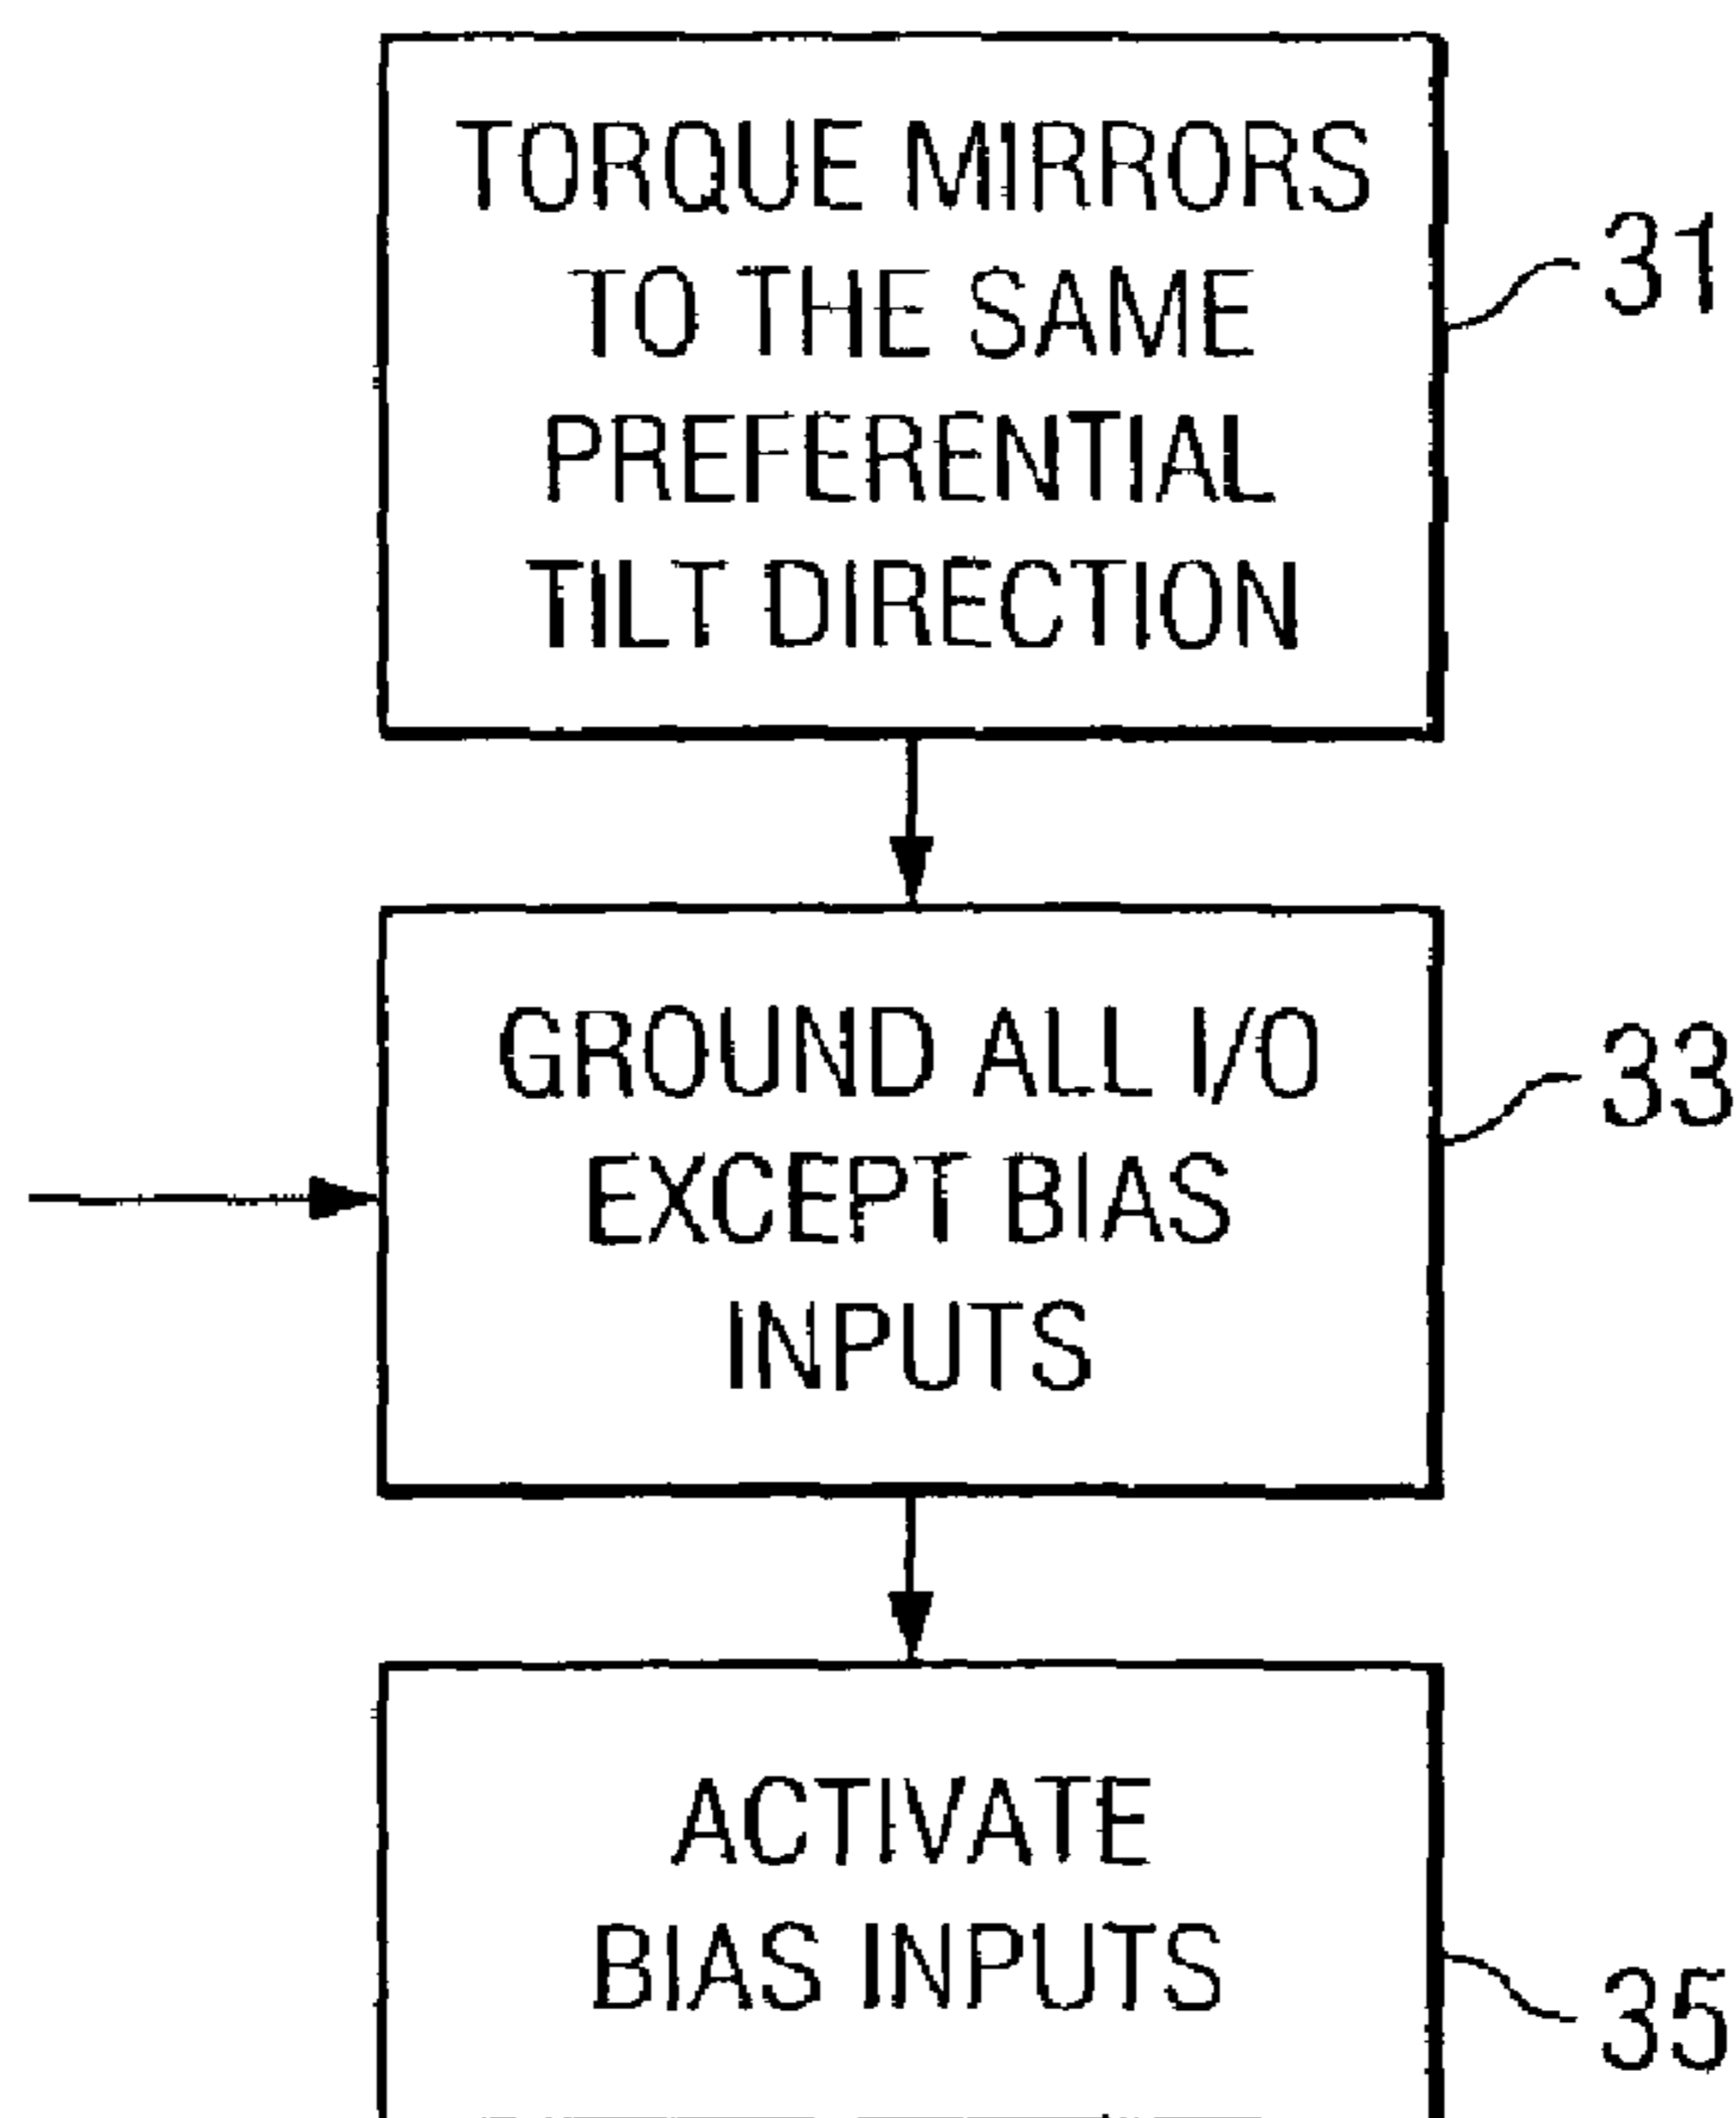 TORQUE MIRRORS
TO THE SAME
PREFERENTIAL
TILT DIRECTION
31
GROUND ALL I/O
EXCEPT BIAS
INPUTS
33
ACTIVATE
BIAS INPUTS
35